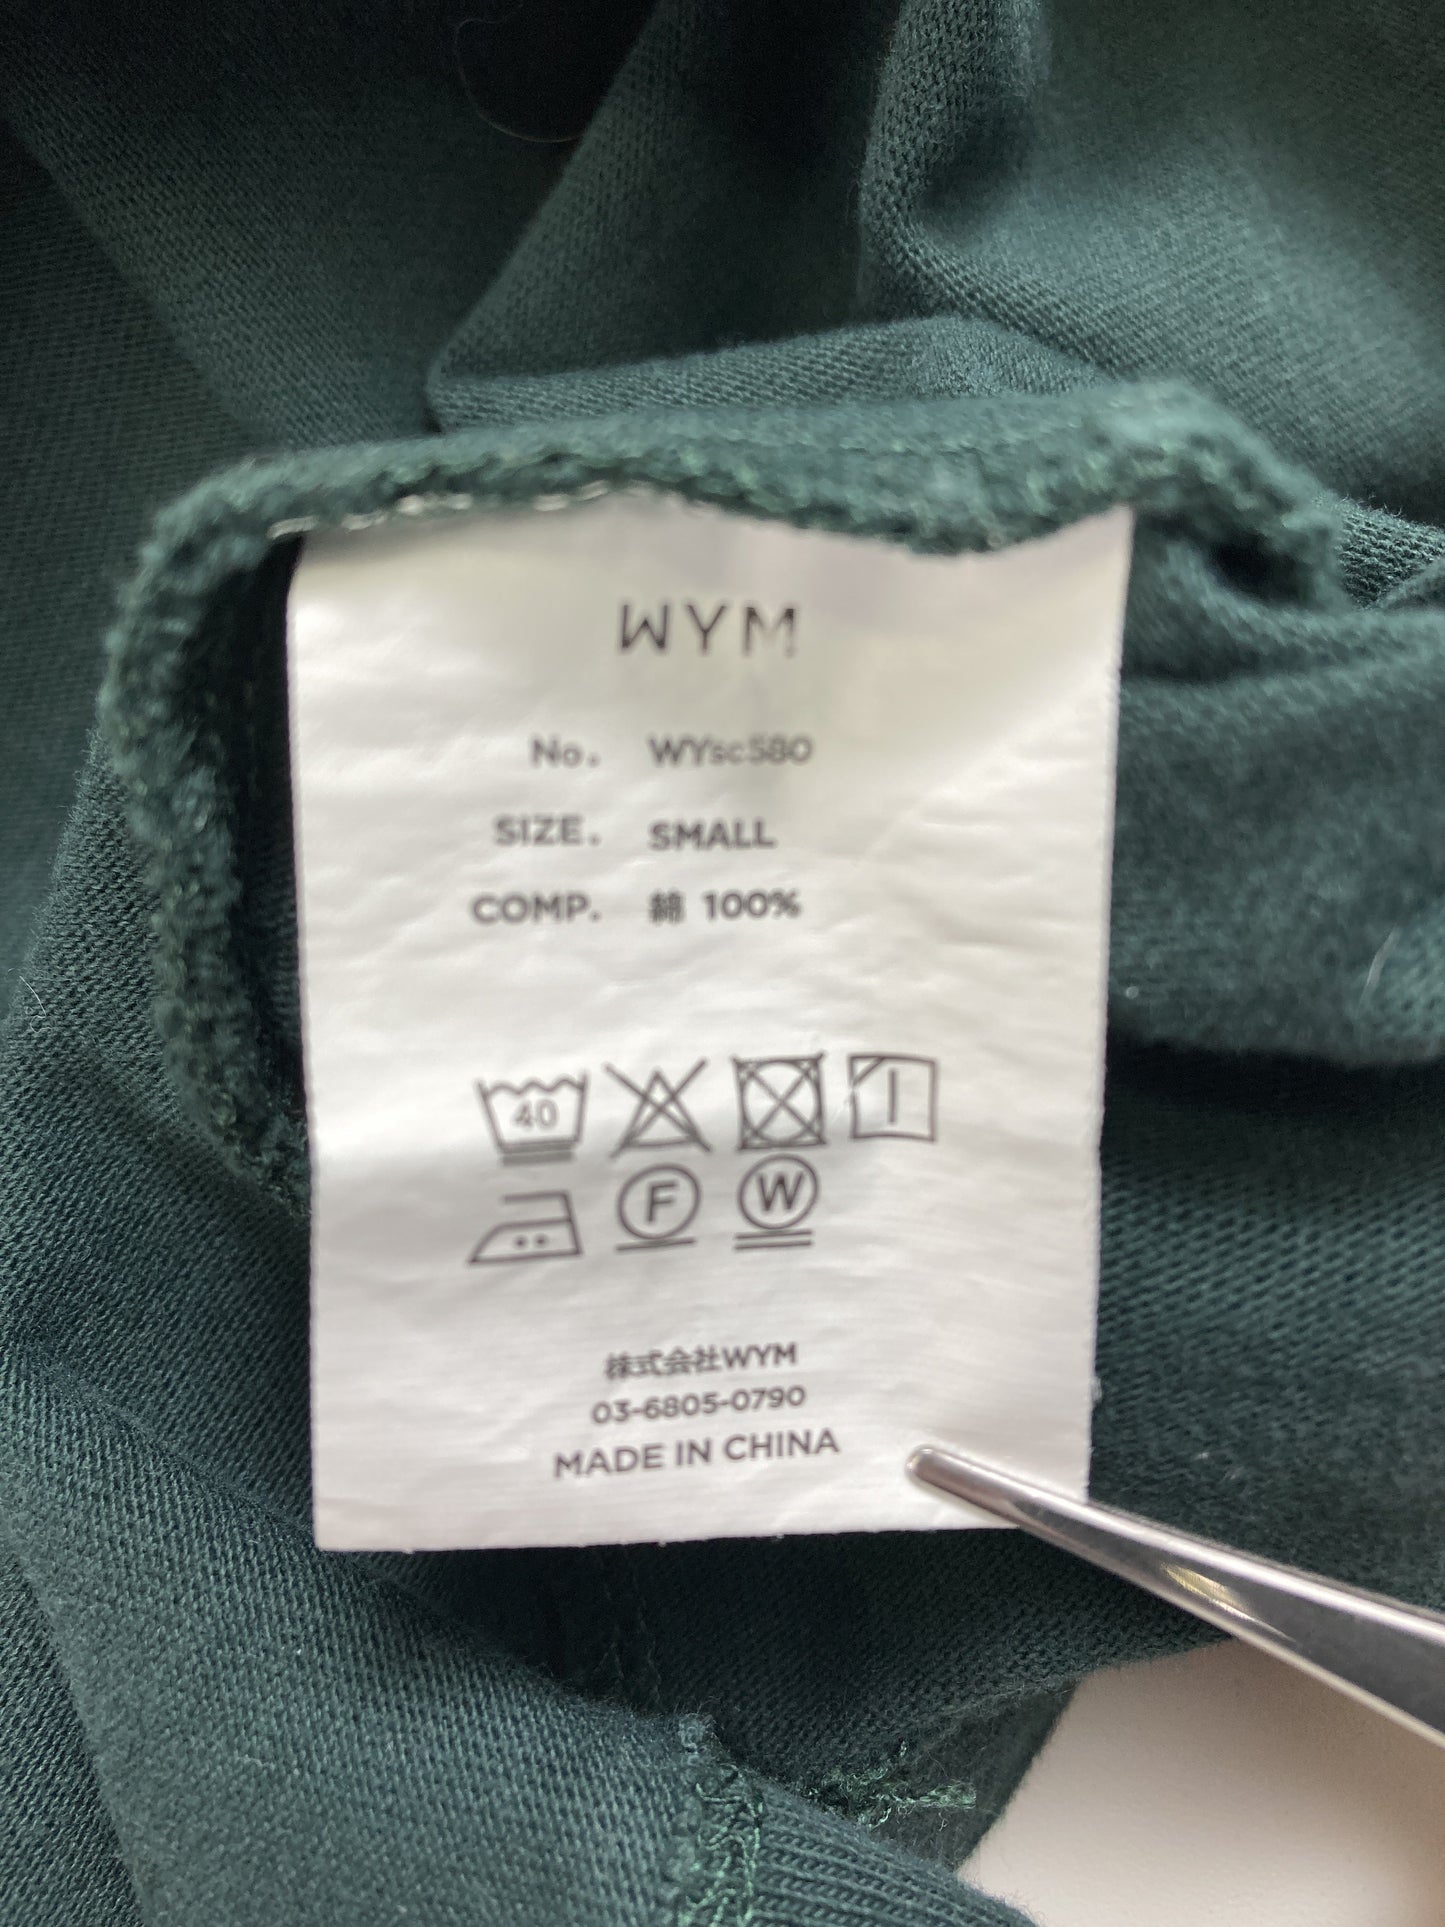 WYM
No. WYsc580
SIZE. SMALL
COMP. 綿 100%
40
F W
株式会社WYM
03-6805-0790
MADE IN CHINA